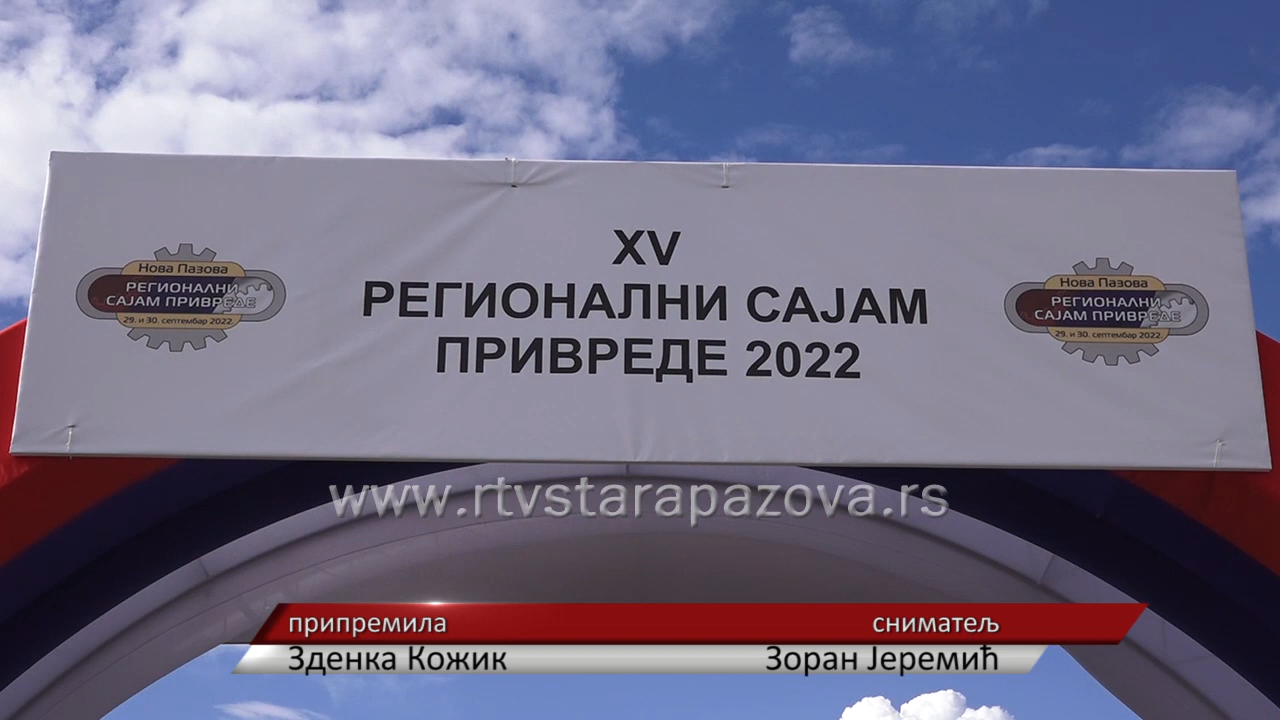 XV
РЕГИОНАЛНИ САЈАМ
ПРИВРЕДЕ 2022
Нова Пазова
РЕГИОНАЛНИ
САЈАМ ПРИВРЕДЕ
29. и 30. септембар 2022
Нова Пазова
РЕГИОНАЛНИ
САЈАМ ПРИВРЕДЕ
29. и 30. септембар 2022
www.rtvstarapazova.rs
припремила
сниматељ
Зденка Кожик
Зоран Јеремић